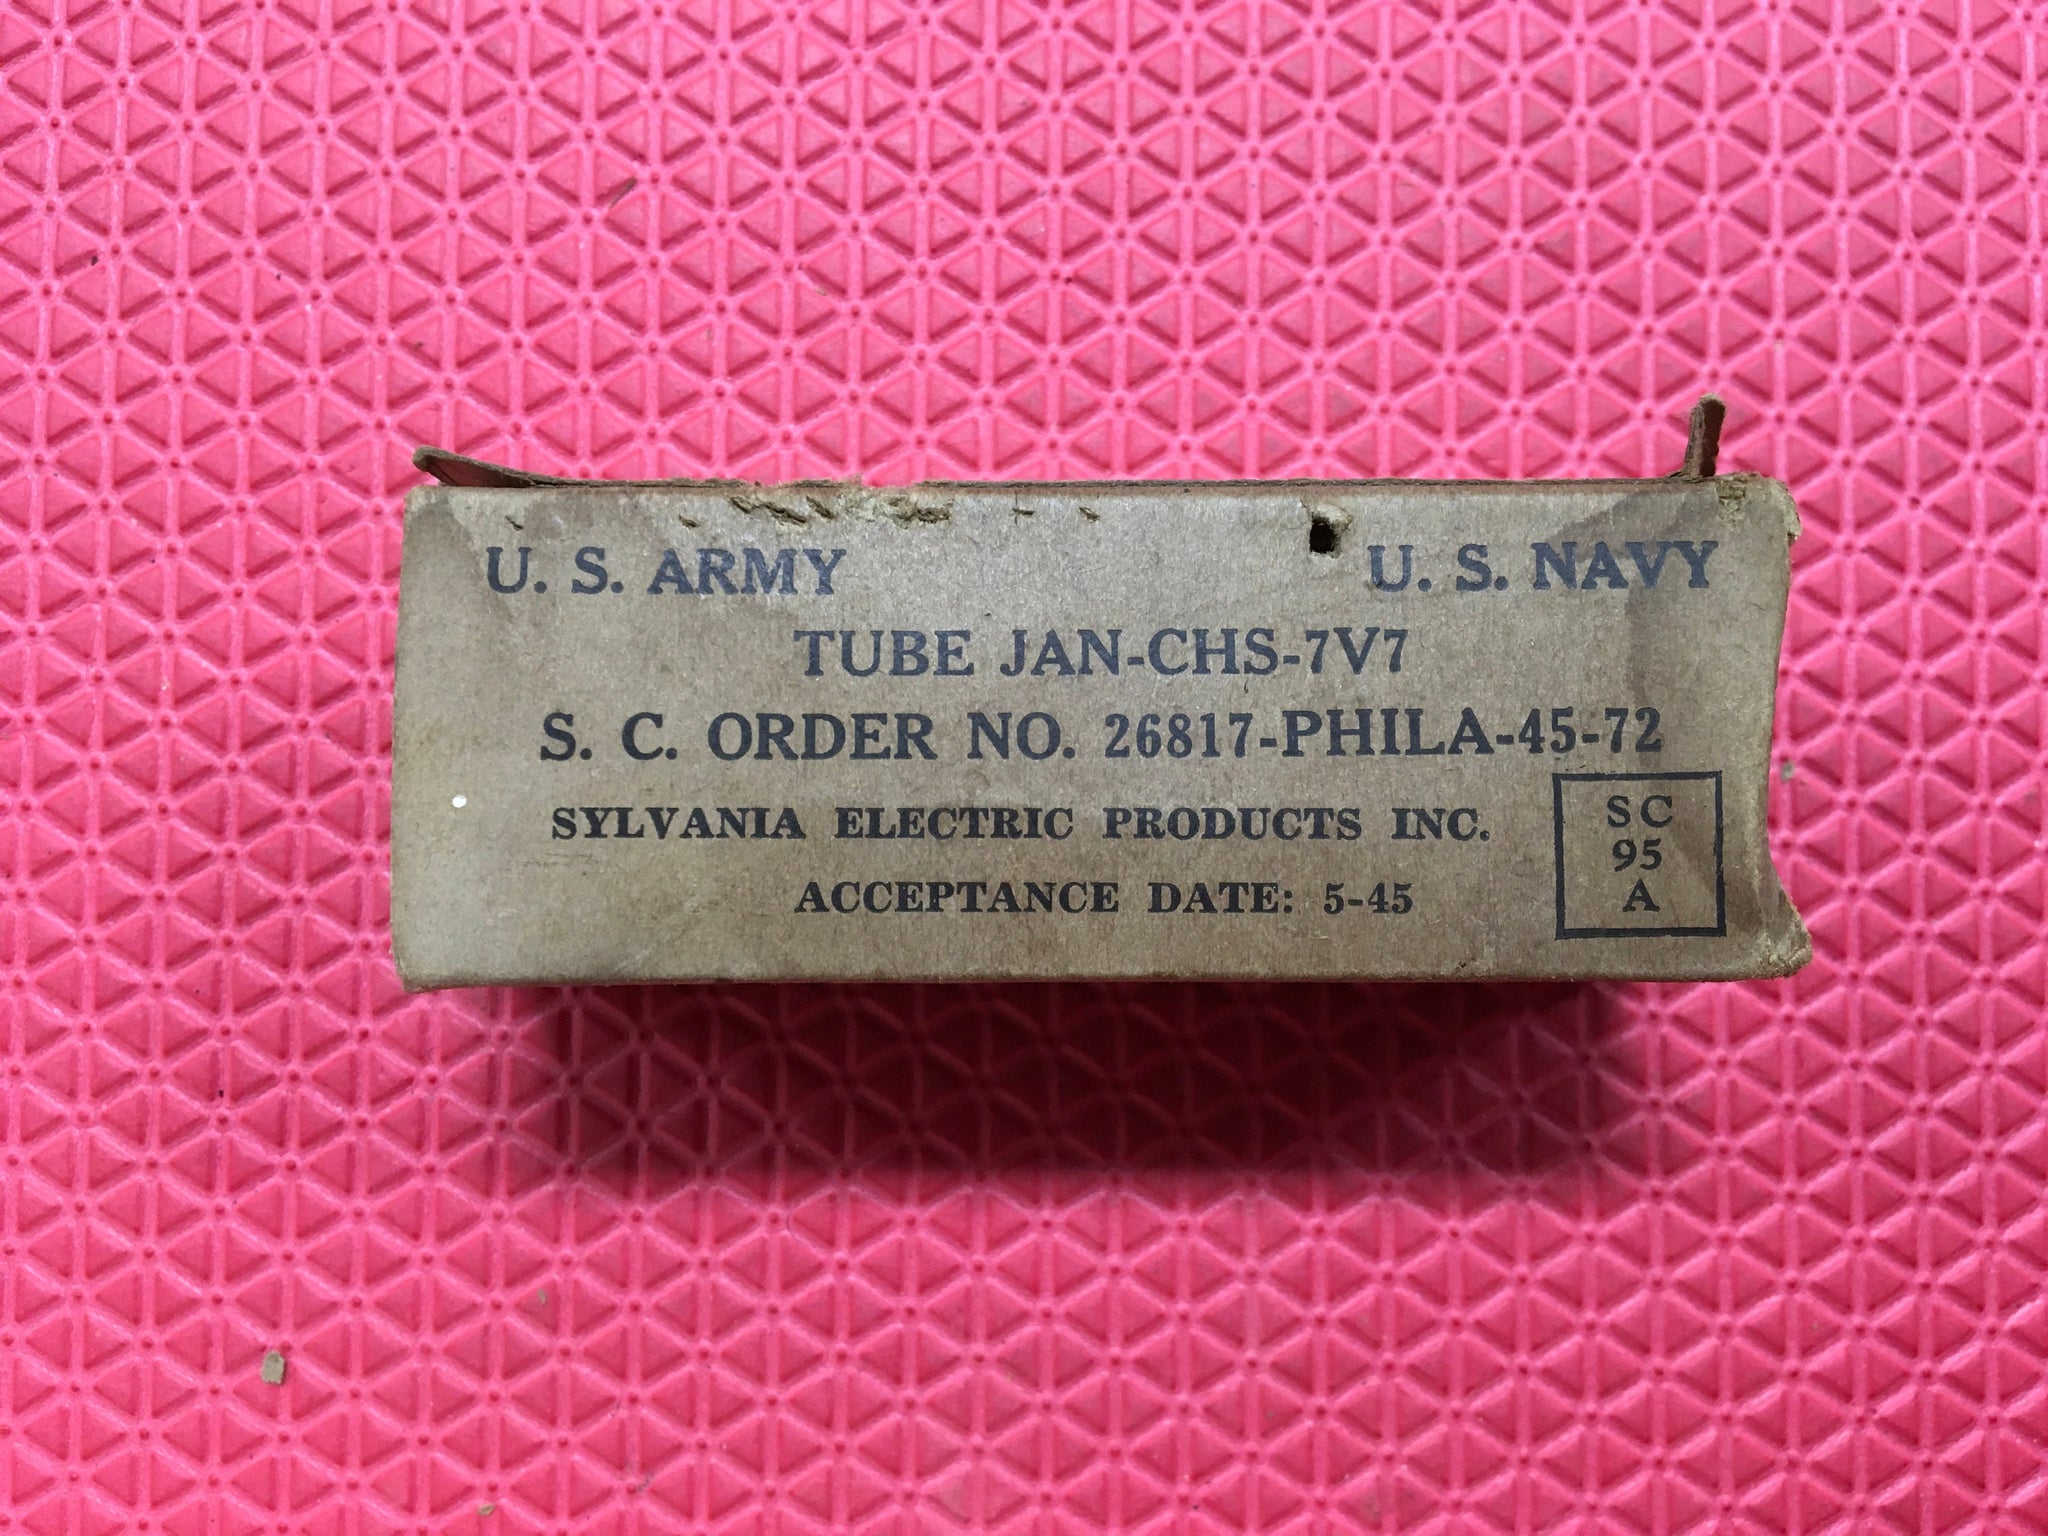 U. S. ARMY U. S. NAVY
TUBE JAN-CHS-7V7
S. C. ORDER NO. 26817-PHILA-45-72
SYLVANIA ELECTRIC PRODUCTS INC.
ACCEPTANCE DATE: 5-45
SC
95
A